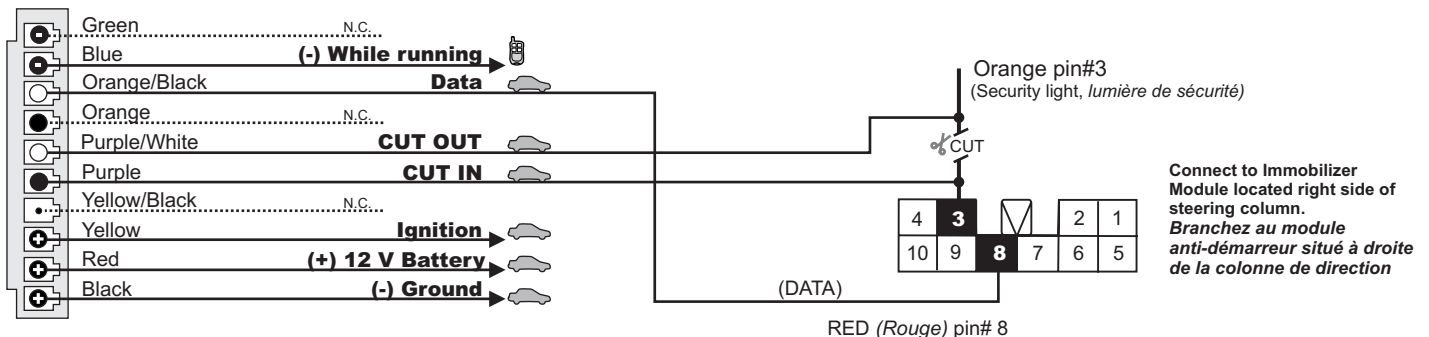 Green N.C.
Blue (-) While running
Orange/Black Data
Orange N.C.
Purple/White CUT OUT
Purple CUT IN
Yellow/Black N.C.
Yellow Ignition
Red (+) 12 V Battery
Black (-) Ground
Orange pin#3
(Security light, lumière de sécurité)
CUT
4 3 2 1
10 9 8 7 6 5
(DATA)
RED (Rouge) pin# 8
Connect to Immobilizer
Module located right side of
steering column.
Branchez au module
anti-démarreur situé à droite
de la colonne de direction